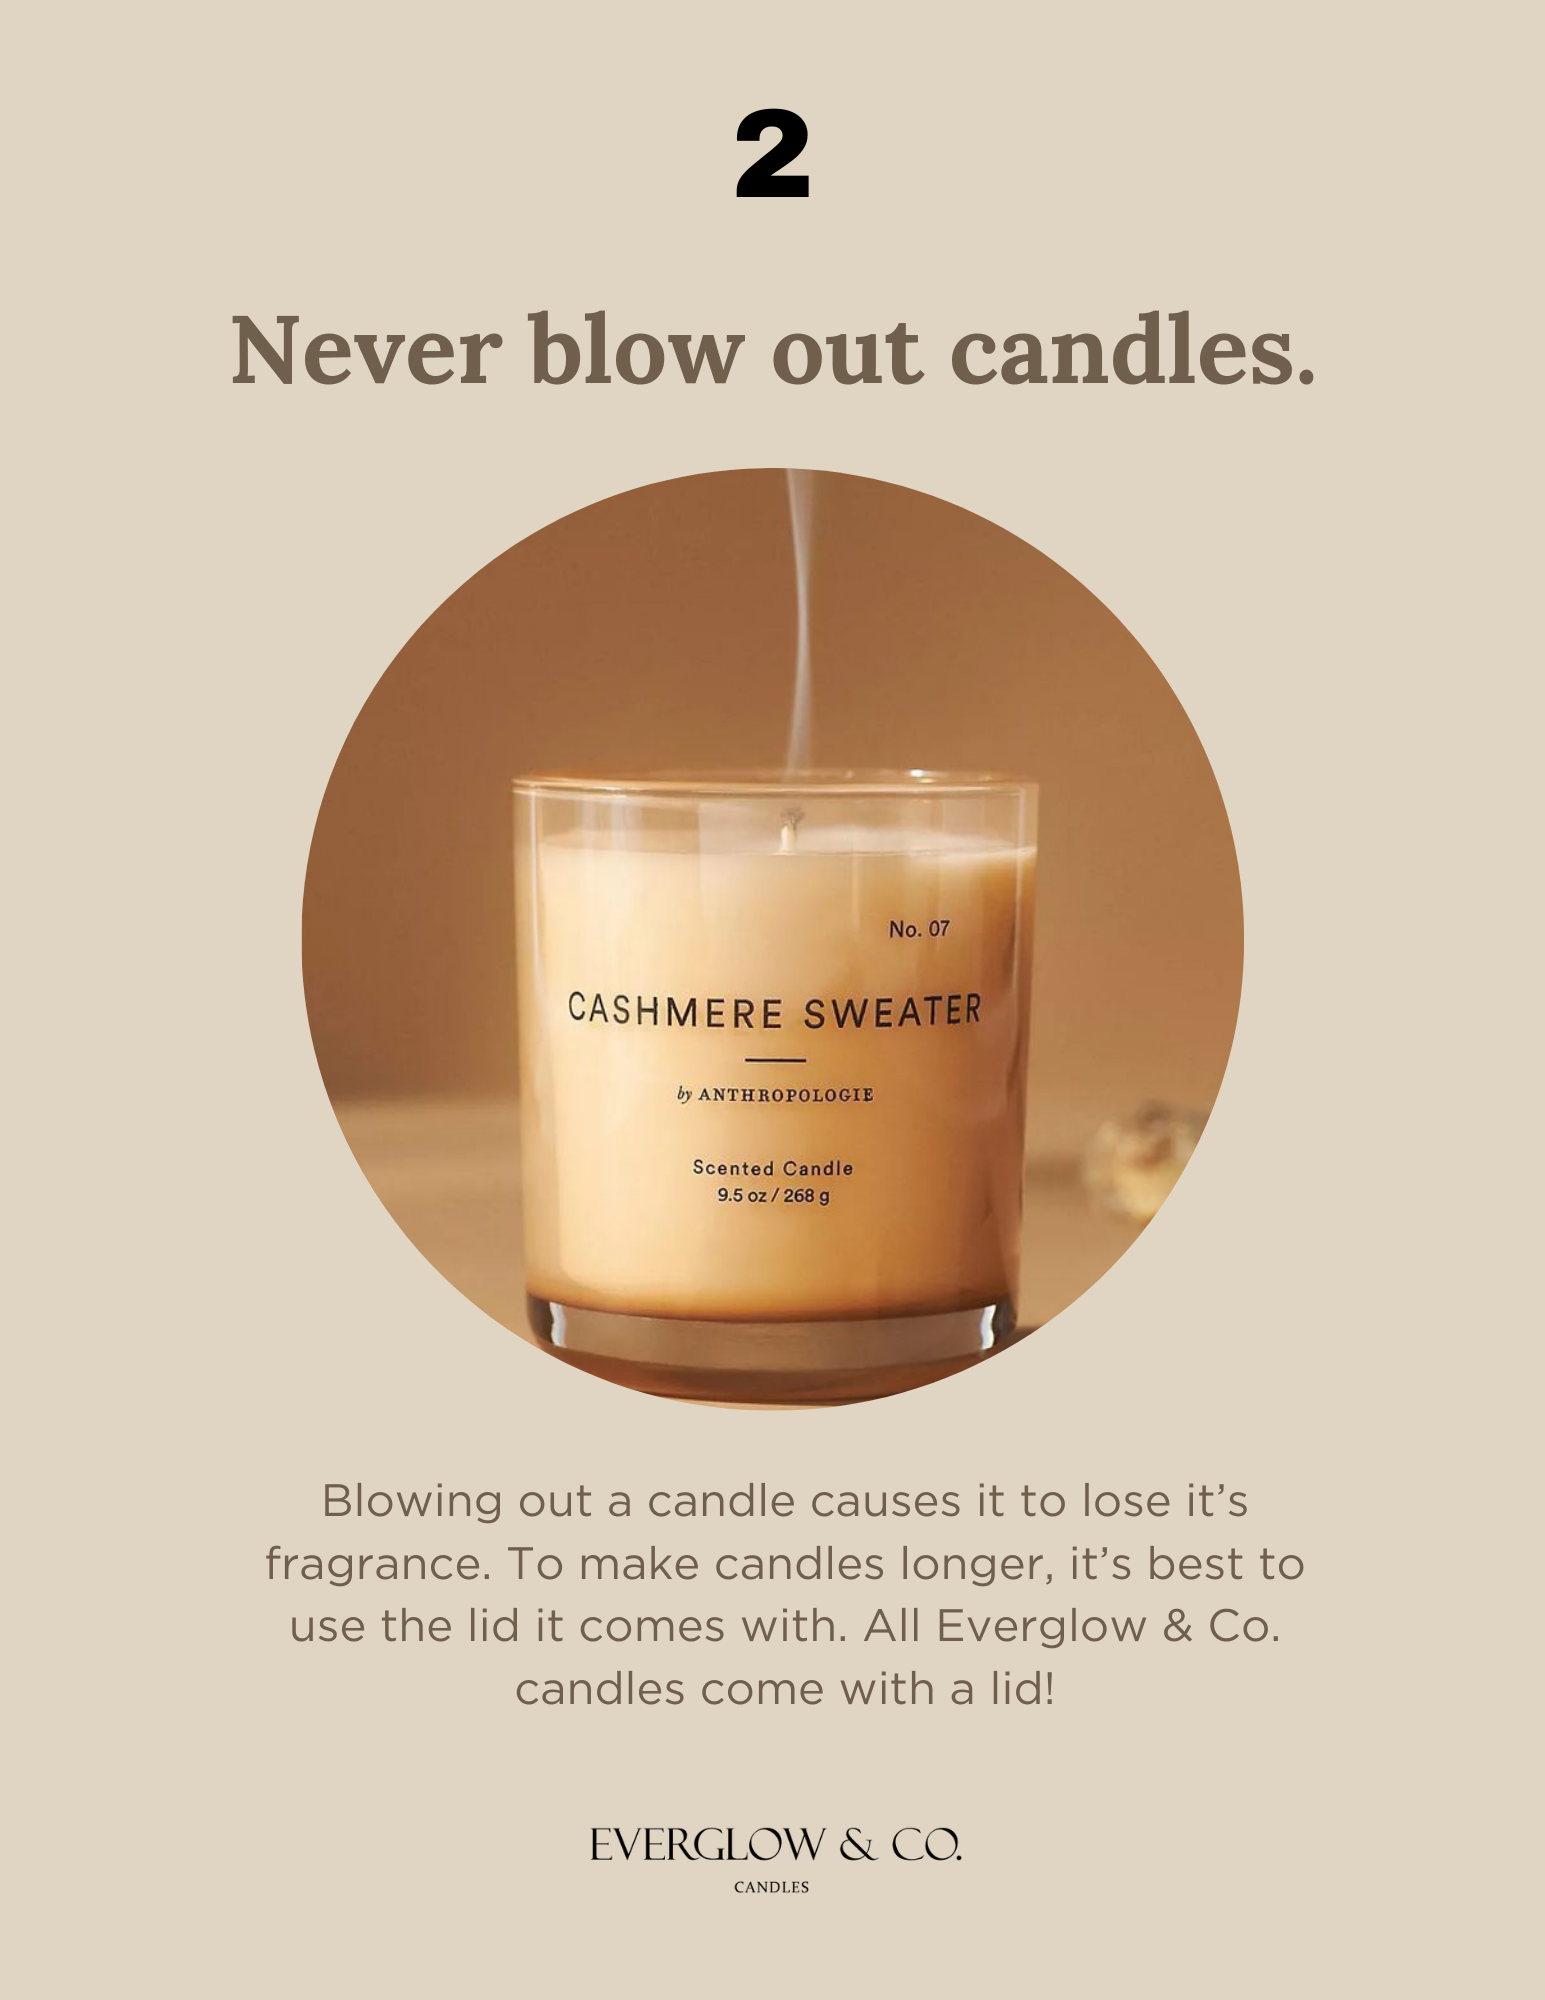 2
Never blow out candles.
No. 07
CASHMERE SWEATER
by ANTHROPOLOGIE
Scented Candle
9.5 oz / 268 g
Blowing out a candle causes it to lose it’s
fragrance. To make candles longer, it’s best to
use the lid it comes with. All Everglow & Co.
candles come with a lid!
EVERGLOW & CO.
CANDLES